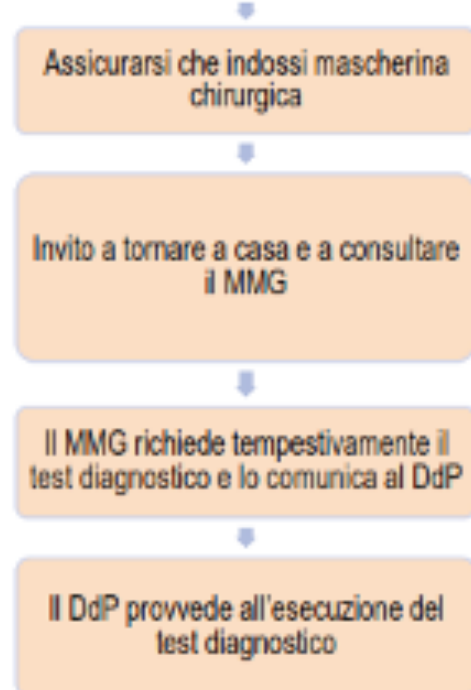 Assicurarsi che indossi mascherina
chirurgica
Invito a tornare a casa e a consultare
il MMG
Il MMG richiede tempestivamente il
test diagnostico e lo comunica al DdP
Il DdP provvede all'esecuzione del
test diagnostico